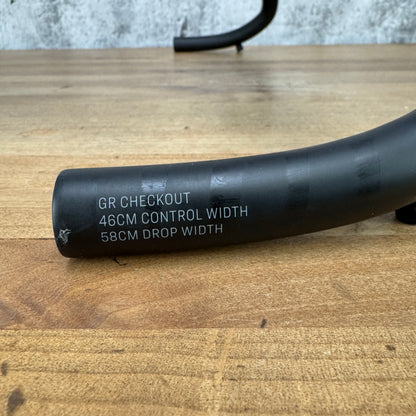 GR CHECKOUT
46CM CONTROL WIDTH
58CM DROP WIDTH